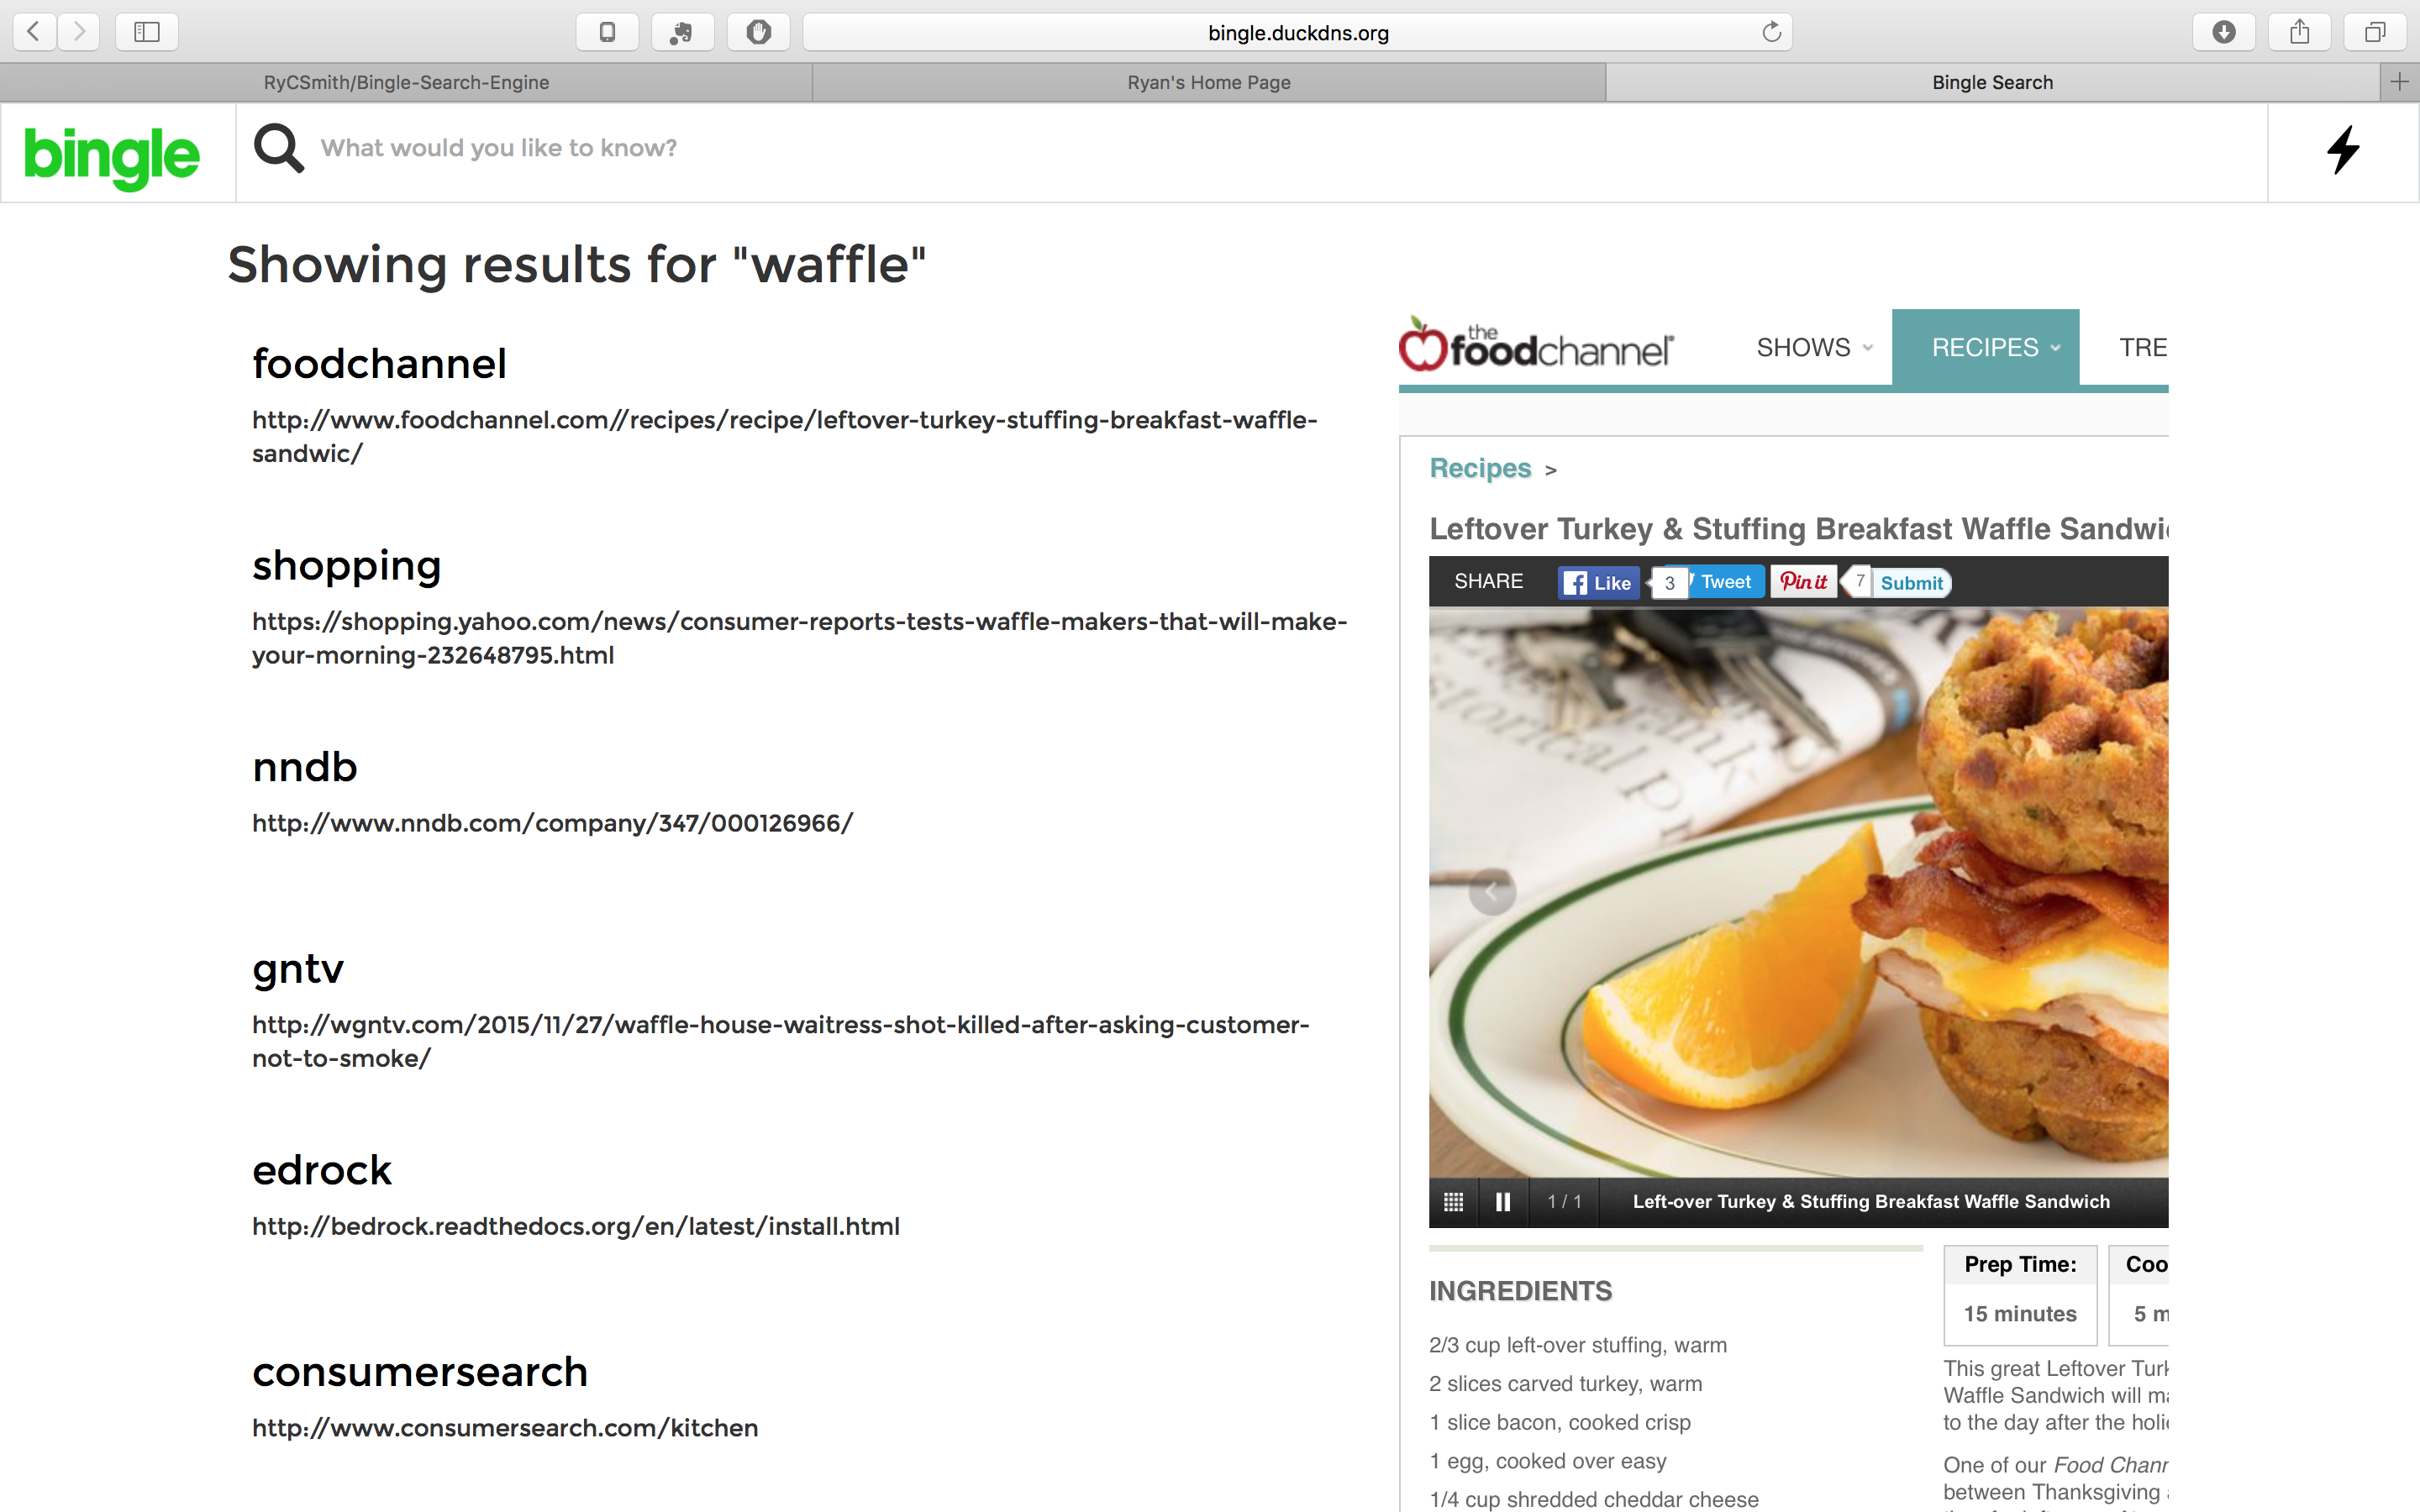 bingle.duckdns.org
RyCSmith/Bingle-Search-Engine
Ryan's Home Page
Bingle Search
bingle
What would you like to know?
Showing results for "waffle"
foodchannel
http://www.foodchannel.com//recipes/recipe/leftover-turkey-stuffing-breakfast-waffle-
sandwic/
shopping
https://shopping.yahoo.com/news/consumer-reports-tests-waffle-makers-that-will-make-
your-morning-232648795.html
nndb
http://www.nndb.com/company/347/000126966/
gntv
http://wgntv.com/2015/11/27/waffle-house-waitress-shot-killed-after-asking-customer-
not-to-smoke/
edrock
http://bedrock.readthedocs.org/en/latest/install.html
consumersearch
http://www.consumersearch.com/kitchen
the foodchannel
SHOWS
RECIPES
TRE
Recipes >
Leftover Turkey & Stuffing Breakfast Waffle Sandwi
SHARE
Like
3
Tweet
Pin it
7
Submit
1 / 1
Left-over Turkey & Stuffing Breakfast Waffle Sandwich
INGREDIENTS
2/3 cup left-over stuffing, warm
2 slices carved turkey, warm
1 slice bacon, cooked crisp
1 egg, cooked over easy
1/4 cup shredded cheddar cheese
Prep Time:
15 minutes
Coo
5 m
This great Leftover Turk
Waffle Sandwich will ma
to the day after the holi
One of our Food Chann
between Thanksgiving